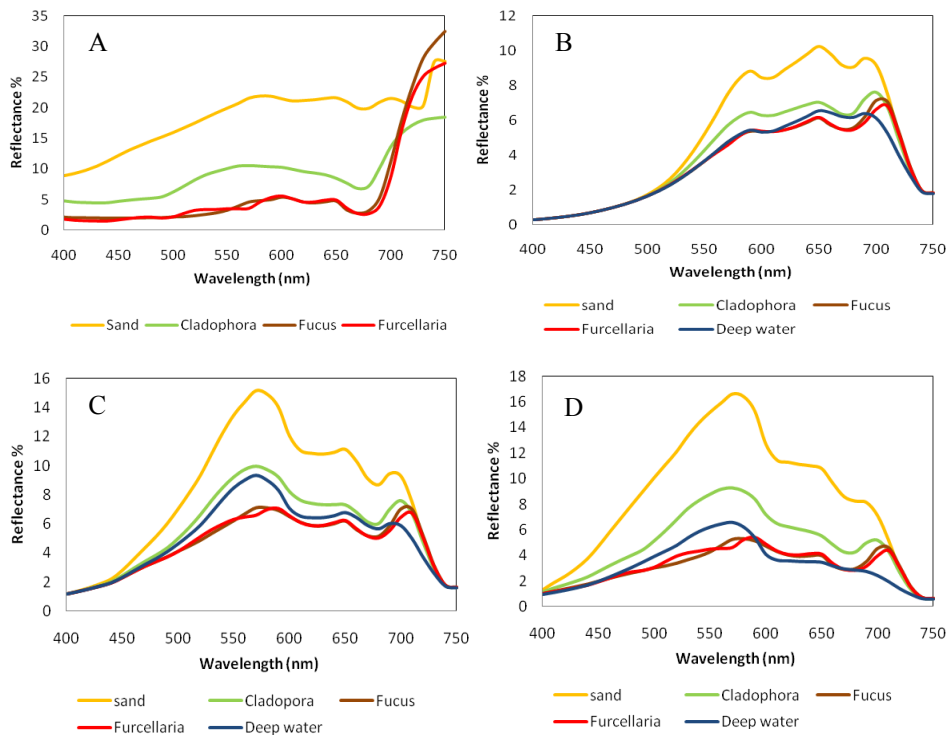 A
35
30
25
20
15
10
5
0
Reflectance %
400 450 500 550 600 650 700 750
Wavelength (nm)
Sand Cladophora Fucus Furcellaria
B
12
10
8
6
4
2
0
Reflectance %
400 450 500 550 600 650 700 750
Wavelength (nm)
sand Cladophora Fucus
Furcellaria Deep water
C
16
14
12
10
8
6
4
2
0
Reflectance %
400 450 500 550 600 650 700 750
Wavelength (nm)
sand Cladopora Fucus
Furcellaria Deep water
D
18
16
14
12
10
8
6
4
2
0
Reflectance %
400 450 500 550 600 650 700 750
Wavelength (nm)
sand Cladophora Fucus
Furcellaria Deep water